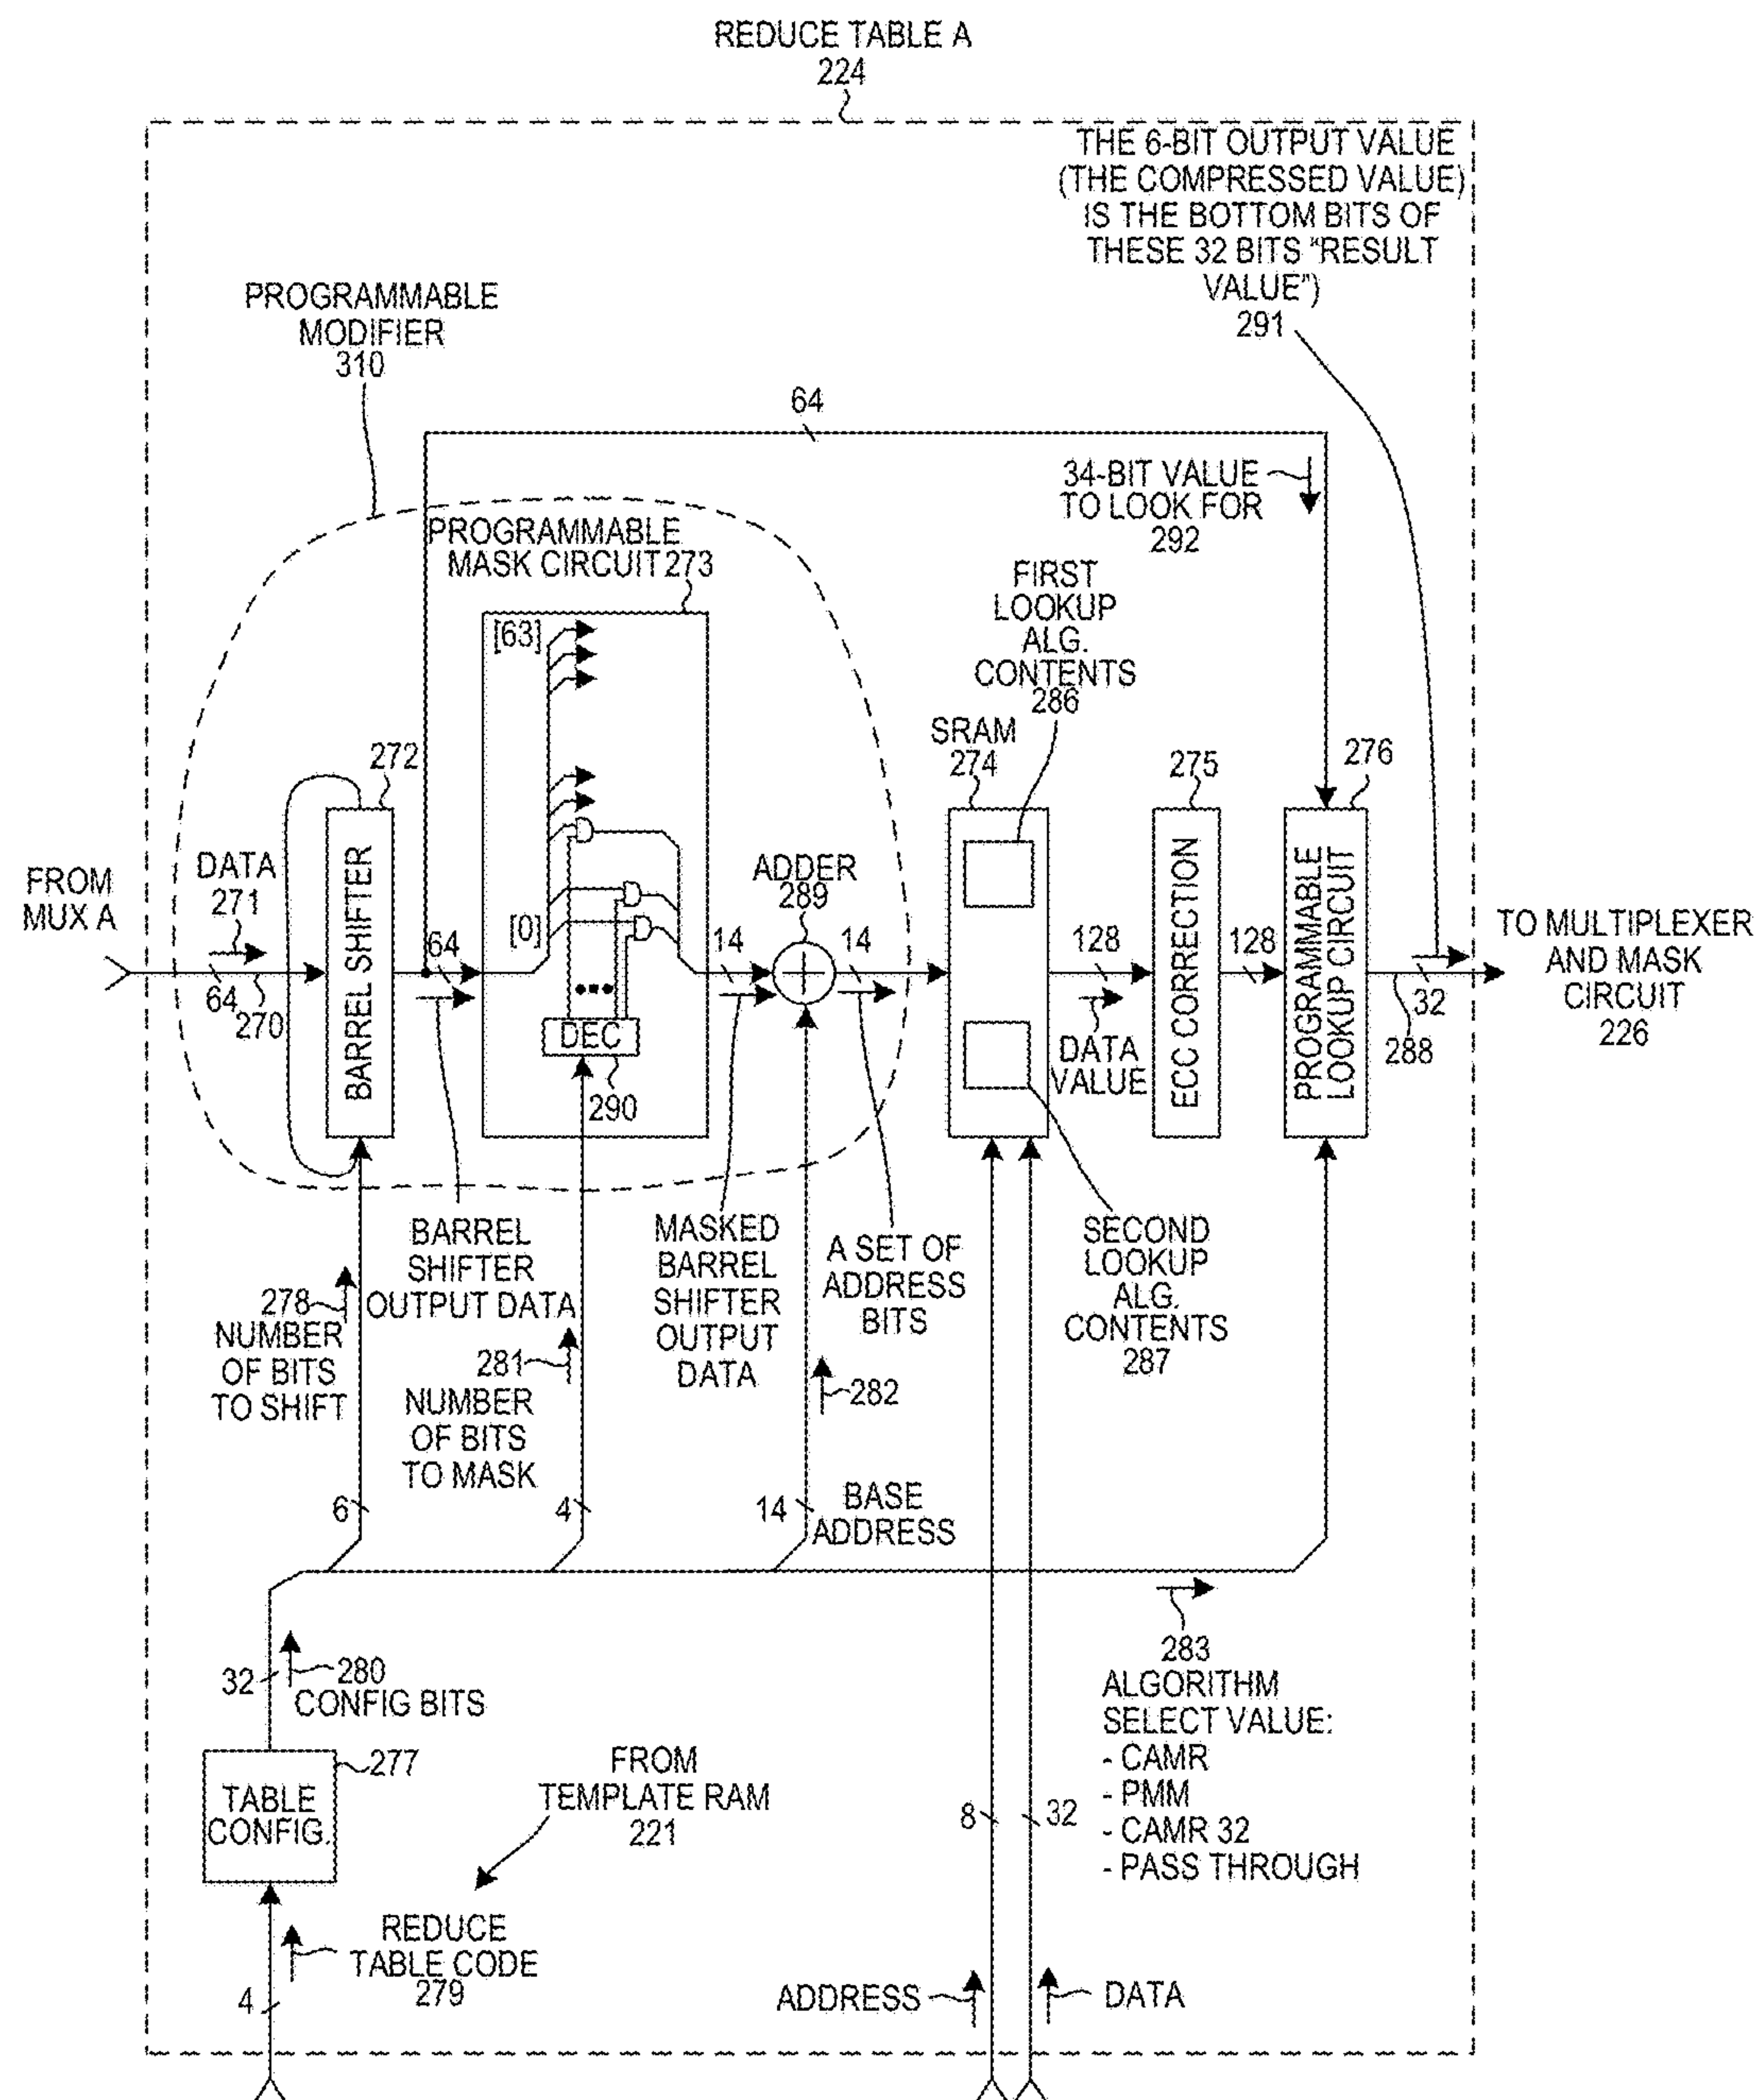 REDUCE TABLE A
224
THE 6-BIT OUTPUT VALUE
(THE COMPRESSED VALUE)
IS THE BOTTOM BITS OF
THESE 32 BITS "RESULT
VALUE")
291
PROGRAMMABLE
MODIFIER
310
64
34-BIT VALUE
TO LOOK FOR
292
PROGRAMMABLE
MASK CIRCUIT 273
FIRST
LOOKUP
ALG.
CONTENTS
286
[63]
[0]
DEC
290
SRAM
274
272
275
276
FROM
MUX A
DATA
271
64
270
BARREL SHIFTER
64
14
ADDER
289
14
128
DATA
VALUE
ECC CORRECTION
128
PROGRAMMABLE
LOOKUP CIRCUIT
32
288
TO MULTIPLEXER
AND MASK
CIRCUIT
226
BARREL
SHIFTER
OUTPUT DATA
MASKED
BARREL
SHIFTER
OUTPUT
DATA
A SET OF
ADDRESS
BITS
SECOND
LOOKUP
ALG.
CONTENTS
287
278
NUMBER
OF BITS
TO SHIFT
281
NUMBER
OF BITS
TO MASK
282
6
4
14
BASE
ADDRESS
283
ALGORITHM
SELECT VALUE:
- CAMR
- PMM
- CAMR 32
- PASS THROUGH
32
280
CONFIG BITS
277
TABLE
CONFIG.
FROM
TEMPLATE RAM
221
8
32
REDUCE
TABLE CODE
279
4
ADDRESS
DATA